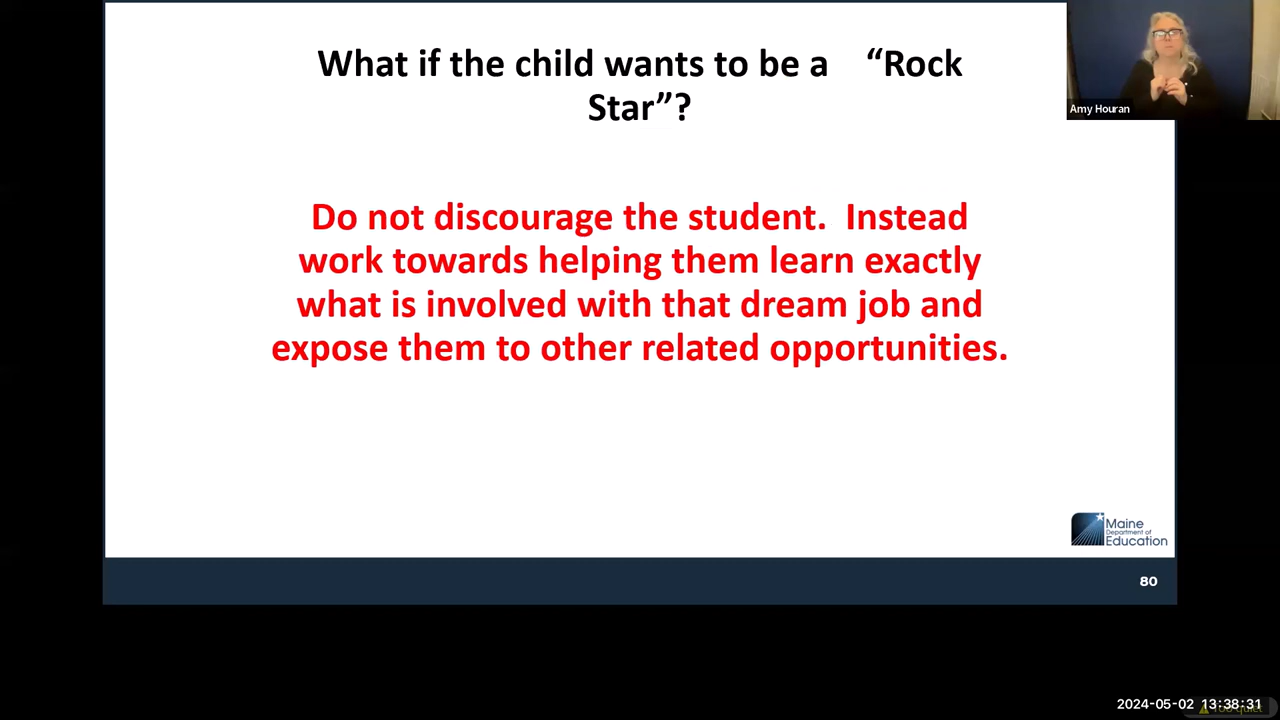 What if the child wants to be a “Rock
Star”?
Amy Houran
Do not discourage the student. Instead
work towards helping them learn exactly
what is involved with that dream job and
expose them to other related opportunities.
Maine
Department of
Education
80
2024-05-02 13:38:31